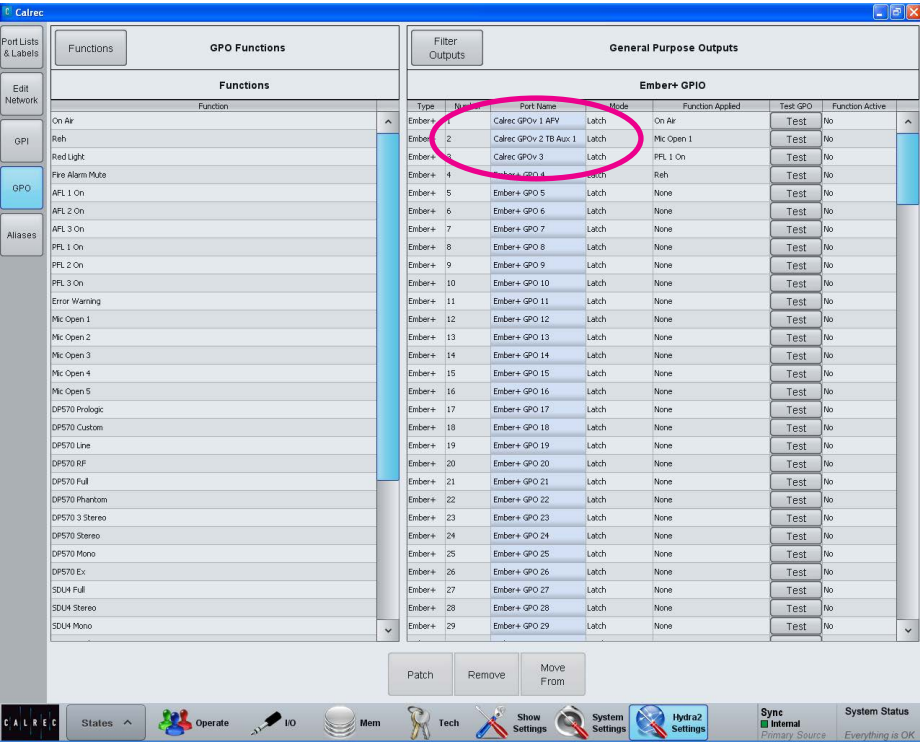 Calrec
Port Lists & Labels
Edit Network
GPI
GPO
Aliases
Functions
GPO Functions
Functions
Function
On Air
Reh
Red Light
Fire Alarm Mute
AFL 1 On
AFL 2 On
AFL 3 On
PFL 1 On
PFL 2 On
PFL 3 On
Error Warning
Mic Open 1
Mic Open 2
Mic Open 3
Mic Open 4
Mic Open 5
DP570 Prologic
DP570 Custom
DP570 Line
DP570 RF
DP570 Full
DP570 Phantom
DP570 3 Stereo
DP570 Stereo
DP570 Mono
DP570 Ex
SDU4 Full
SDU4 Stereo
SDU4 Mono
Filter Outputs
General Purpose Outputs
Ember+ GPIO
Type Number Port Name Mode Function Applied Test GPO Function Active
Ember+ 1 Calrec GPOv 1 AFV Latch On Air Test No
Ember+ 2 Calrec GPOv 2 TB Aux 1 Latch Mic Open 1 Test No
Ember+ 3 Calrec GPOv 3 Latch PFL 1 On Test No
Ember+ 4 Ember+ GPO 4 Latch Reh Test No
Ember+ 5 Ember+ GPO 5 Latch None Test No
Ember+ 6 Ember+ GPO 6 Latch None Test No
Ember+ 7 Ember+ GPO 7 Latch None Test No
Ember+ 8 Ember+ GPO 8 Latch None Test No
Ember+ 9 Ember+ GPO 9 Latch None Test No
Ember+ 10 Ember+ GPO 10 Latch None Test No
Ember+ 11 Ember+ GPO 11 Latch None Test No
Ember+ 12 Ember+ GPO 12 Latch None Test No
Ember+ 13 Ember+ GPO 13 Latch None Test No
Ember+ 14 Ember+ GPO 14 Latch None Test No
Ember+ 15 Ember+ GPO 15 Latch None Test No
Ember+ 16 Ember+ GPO 16 Latch None Test No
Ember+ 17 Ember+ GPO 17 Latch None Test No
Ember+ 18 Ember+ GPO 18 Latch None Test No
Ember+ 19 Ember+ GPO 19 Latch None Test No
Ember+ 20 Ember+ GPO 20 Latch None Test No
Ember+ 21 Ember+ GPO 21 Latch None Test No
Ember+ 22 Ember+ GPO 22 Latch None Test No
Ember+ 23 Ember+ GPO 23 Latch None Test No
Ember+ 24 Ember+ GPO 24 Latch None Test No
Ember+ 25 Ember+ GPO 25 Latch None Test No
Ember+ 26 Ember+ GPO 26 Latch None Test No
Ember+ 27 Ember+ GPO 27 Latch None Test No
Ember+ 28 Ember+ GPO 28 Latch None Test No
Ember+ 29 Ember+ GPO 29 Latch None Test No
Patch
Remove
Move From
CALREC
States
Operate
I/O
Mem
Tech
Show Settings
System Settings
Hydra2 Settings
Sync
Internal
Primary Source
System Status
Everything is OK